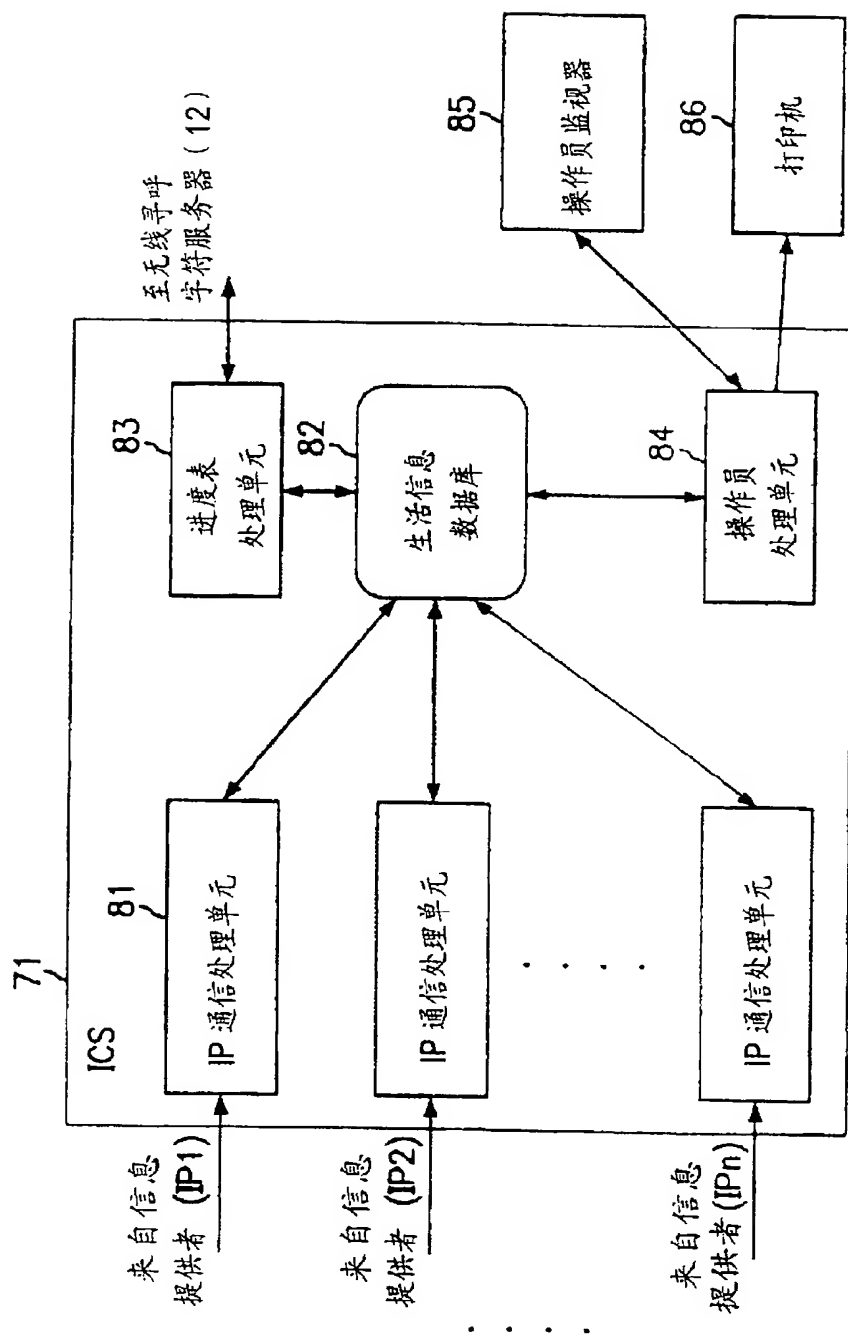 71
ICS
来自信息
提供者 (IP1)
81
IP 通信处理单元
83
进度表
处理单元
至无线寻呼
字符服务器 (12)
来自信息
提供者 (IP2)
IP 通信处理单元
82
生活信息
数据库
85
操作员监视器
. . . .
. . . .
来自信息
提供者 (IPn)
IP 通信处理单元
84
操作员
处理单元
86
打印机